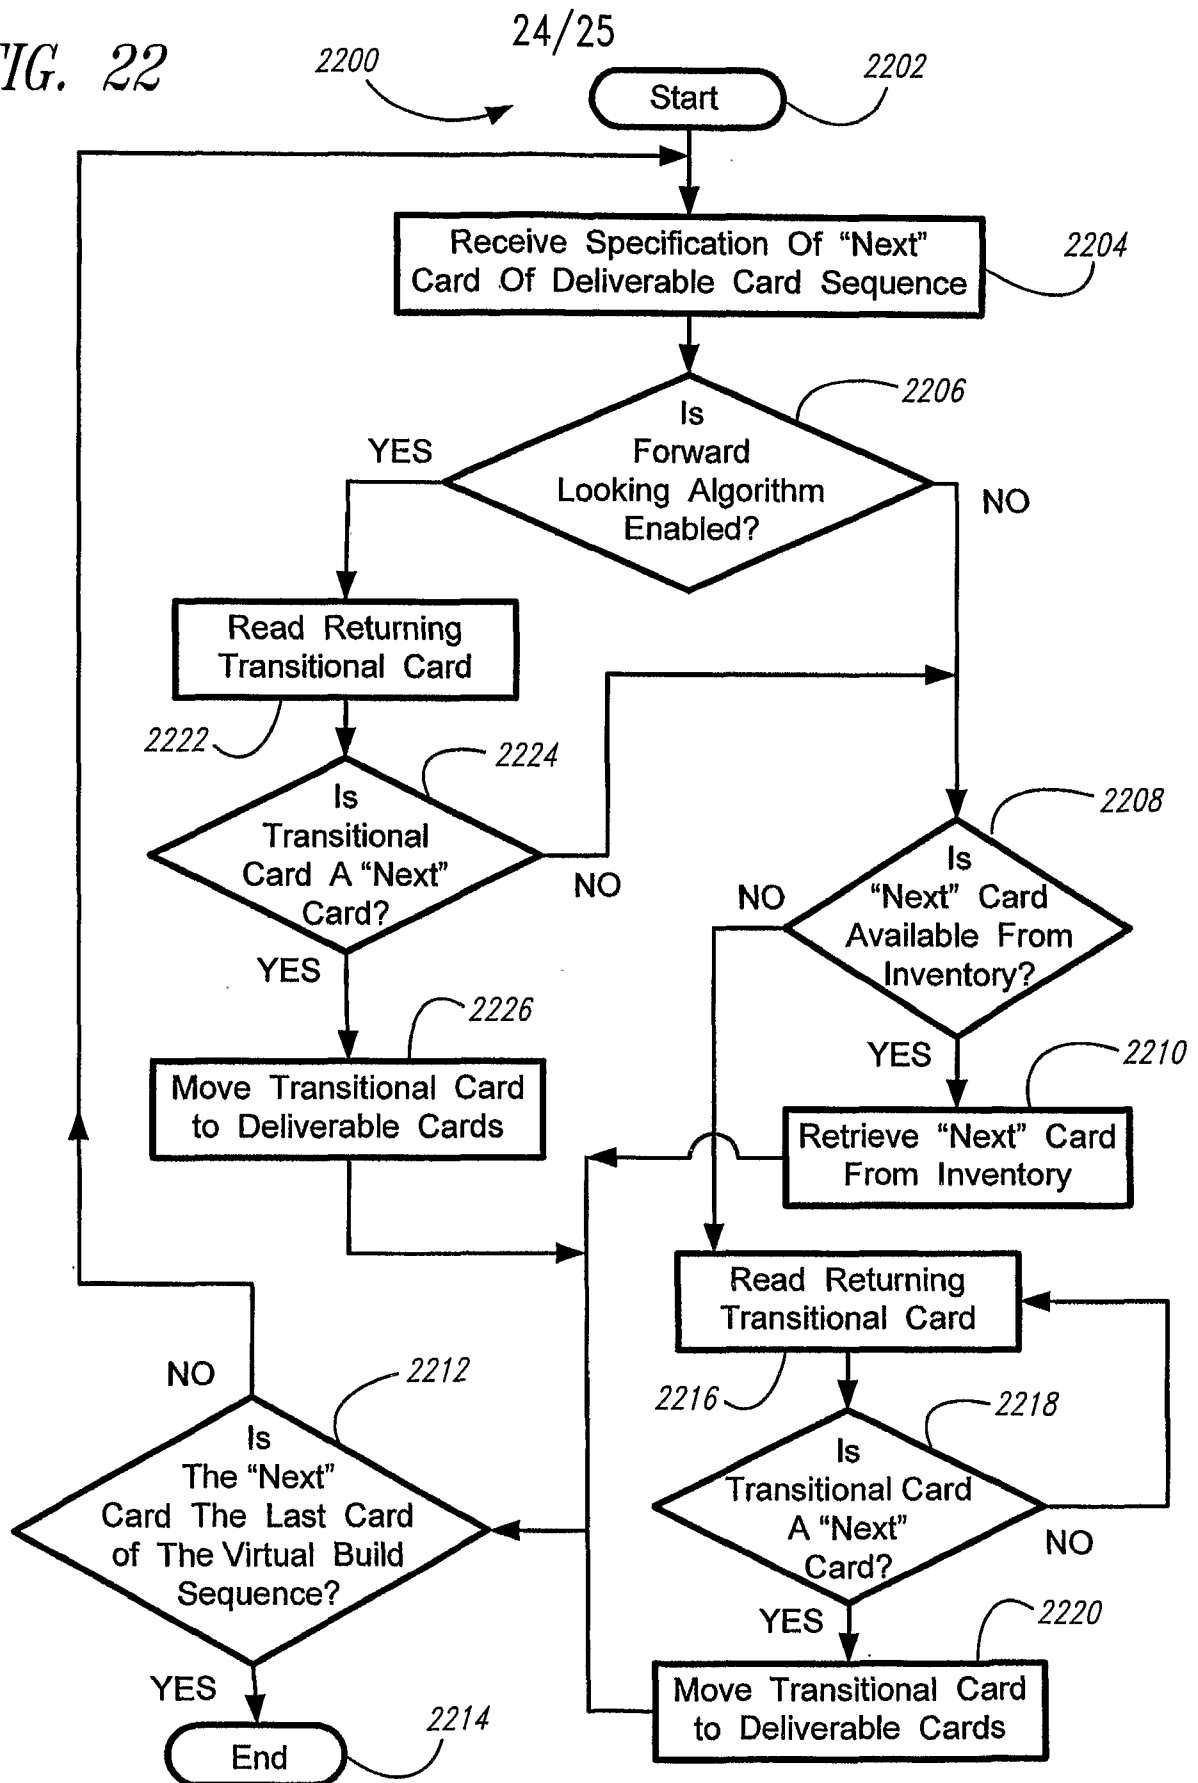 24/25
FIG. 22
2200
2202
Start
Receive Specification Of “Next”
Card Of Deliverable Card Sequence
2204
2206
Is
Forward
Looking Algorithm
Enabled?
YES
NO
Read Returning
Transitional Card
2222
2224
Is
Transitional
Card A “Next”
Card?
NO
YES
2208
Is
“Next” Card
Available From
Inventory?
NO
YES
2226
Move Transitional Card
to Deliverable Cards
2210
Retrieve “Next” Card
From Inventory
Read Returning
Transitional Card
2216
2218
Is
Transitional Card
A “Next”
Card?
NO
YES
2220
Move Transitional Card
to Deliverable Cards
NO
2212
Is
The “Next”
Card The Last Card
of The Virtual Build
Sequence?
YES
2214
End